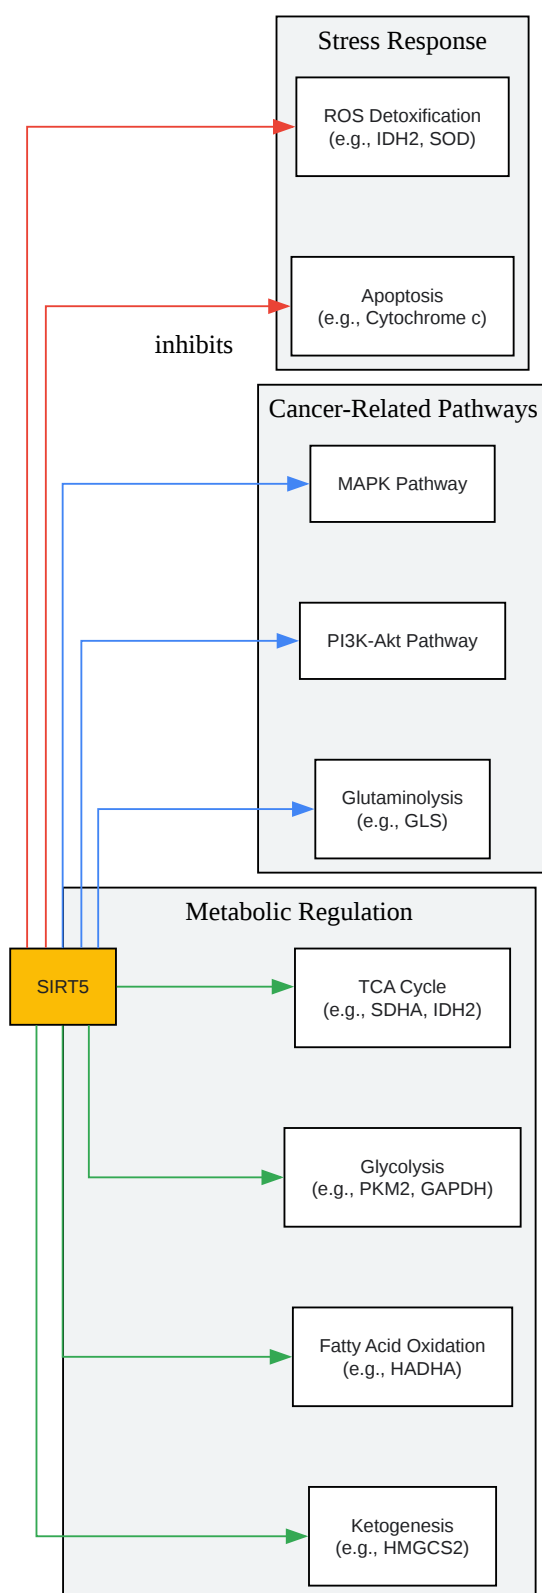 Stress Response
ROS Detoxification
(e.g., IDH2, SOD)
Apoptosis
(e.g., Cytochrome c)
inhibits
Cancer-Related Pathways
MAPK Pathway
PI3K-Akt Pathway
Glutaminolysis
(e.g., GLS)
Metabolic Regulation
SIRT5
TCA Cycle
(e.g., SDHA, IDH2)
Glycolysis
(e.g., PKM2, GAPDH)
Fatty Acid Oxidation
(e.g., HADHA)
Ketogenesis
(e.g., HMGCS2)